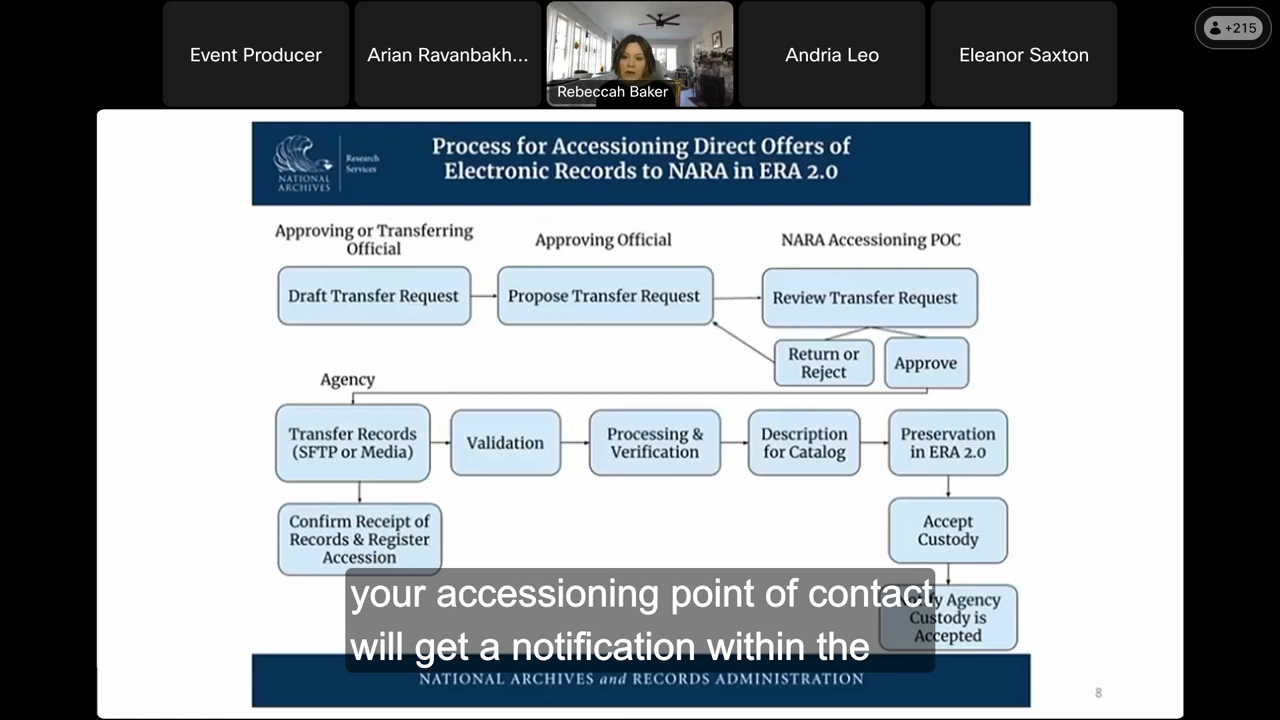 Event Producer
Arian Ravanbakh...
Rebeccah Baker
Andria Leo
Eleanor Saxton
+215
NATIONAL
ARCHIVES
Research
Services
Process for Accessioning Direct Offers of
Electronic Records to NARA in ERA 2.0
Approving or Transferring
Official
Approving Official
NARA Accessioning POC
Draft Transfer Request
Propose Transfer Request
Review Transfer Request
Return or
Reject
Approve
Agency
Transfer Records
(SFTP or Media)
Validation
Processing &
Verification
Description
for Catalog
Preservation
in ERA 2.0
Confirm Receipt of
Records & Register
Accession
Accept
Custody
Agency
Custody is
Accepted
your accessioning point of contact
will get a notification within the
NATIONAL ARCHIVES and RECORDS ADMINISTRATION
8